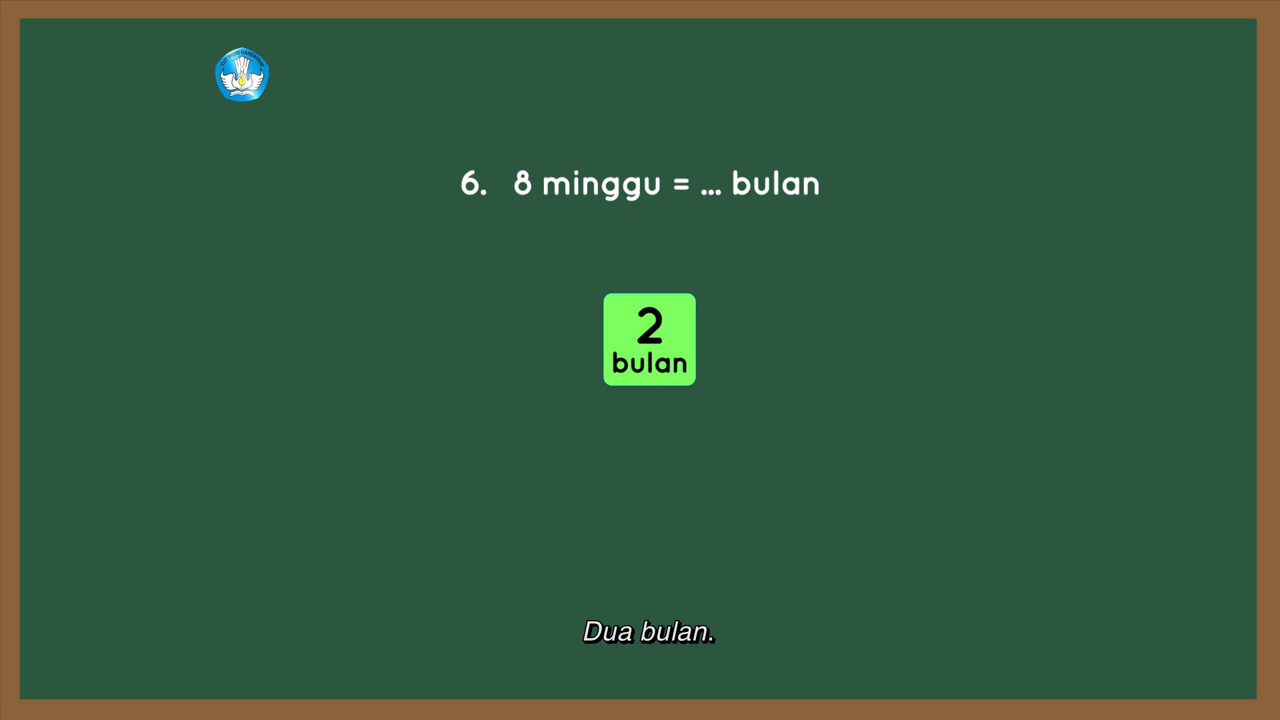 6. 8 minggu = ... bulan
2
bulan
Dua bulan.